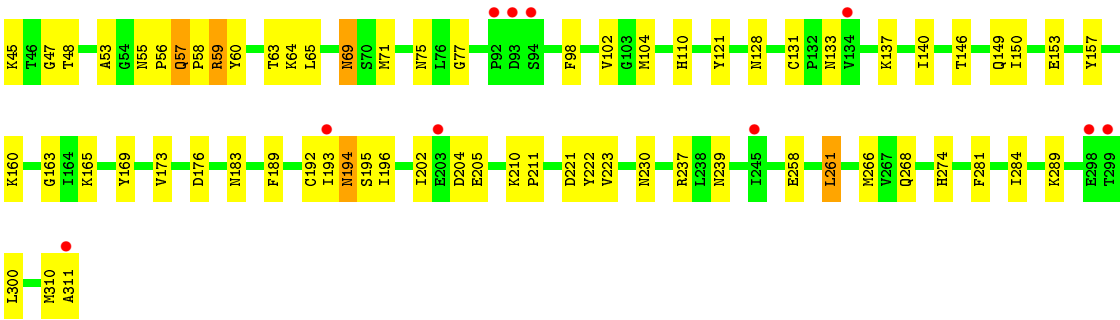 K45 T46 G47 T48 A53 G54 N55 P56 Q57 P58 R59 Y60 T63 K64 L65 N69 S70 M71 N75 L76 G77 P92 D93 S94 F98 V102 G103 M104 H110 Y121 N128 C131 P132 N133 V134 K137 I140 T146 Q149 I150 E153 Y157
K160 G163 I164 K165 Y169 V173 D176 N183 F189 C192 I193 N194 S195 I196 I202 E203 D204 E205 K210 P211 D221 Y222 V223 N230 R237 L238 N239 I245 E258 L261 M266 V267 Q268 H274 F281 I284 K289 E298 T299
L300 M310 A311